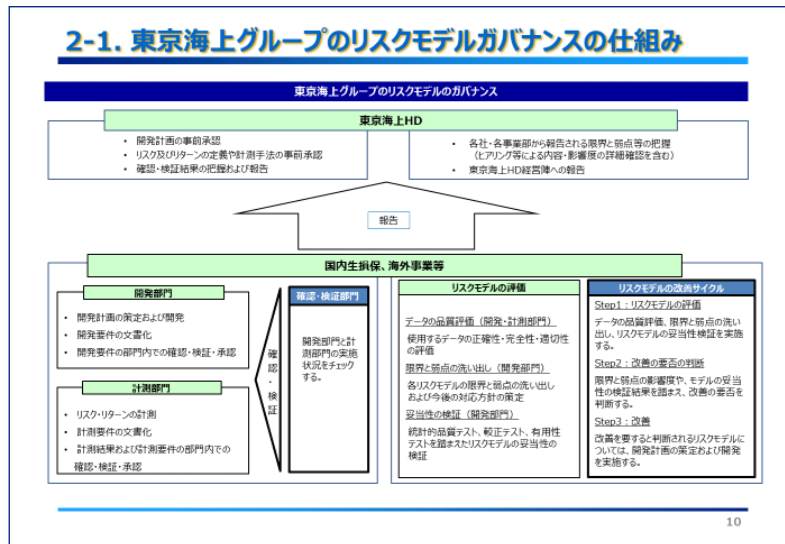 2-1. 東京海上グループのリスクモデルガバナンスの仕組み
東京海上グループのリスクモデルのガバナンス
東京海上HD
• 開発計画の事前承認
• リスク及びリターンの定義や計測手法の事前承認
• 確認・検証結果の把握および報告
• 各社・各事業部から報告される限界と弱点等の把握
（ヒアリング等による内容・影響度の詳細確認を含む）
• 東京海上HD経営陣への報告
報告
国内生損保、海外事業等
開発部門
• 開発計画の策定および開発
• 開発要件の文書化
• 開発要件の部門内での確認・検証・承認
計測部門
• リスク・リターンの計測
• 計測要件の文書化
• 計測結果および計測要件の部門内での
確認・検証・承認
確認・検証
確認・検証部門
開発部門と計
測部門の実施
状況をチェック
する。
リスクモデルの評価
データの品質評価（開発・計測部門）
使用するデータの正確性・完全性・適切性
の評価
限界と弱点の洗い出し（開発部門）
各リスクモデルの限界と弱点の洗い出し
および今後の対応方針の策定
妥当性の検証（開発部門）
統計的品質テスト、較正テスト、有用性
テストを踏まえたリスクモデルの妥当性の
検証
リスクモデルの改善サイクル
Step1：リスクモデルの評価
データの品質評価、限界と弱点の洗い
出し、リスクモデルの妥当性検証を実施
する。
Step2：改善の要否の判断
限界と弱点の影響度や、モデルの妥当
性の検証結果を踏まえ、改善の要否を
判断する。
Step3：改善
改善を要すると判断されるリスクモデルに
ついては、開発計画の策定および開発
を実施する。
10